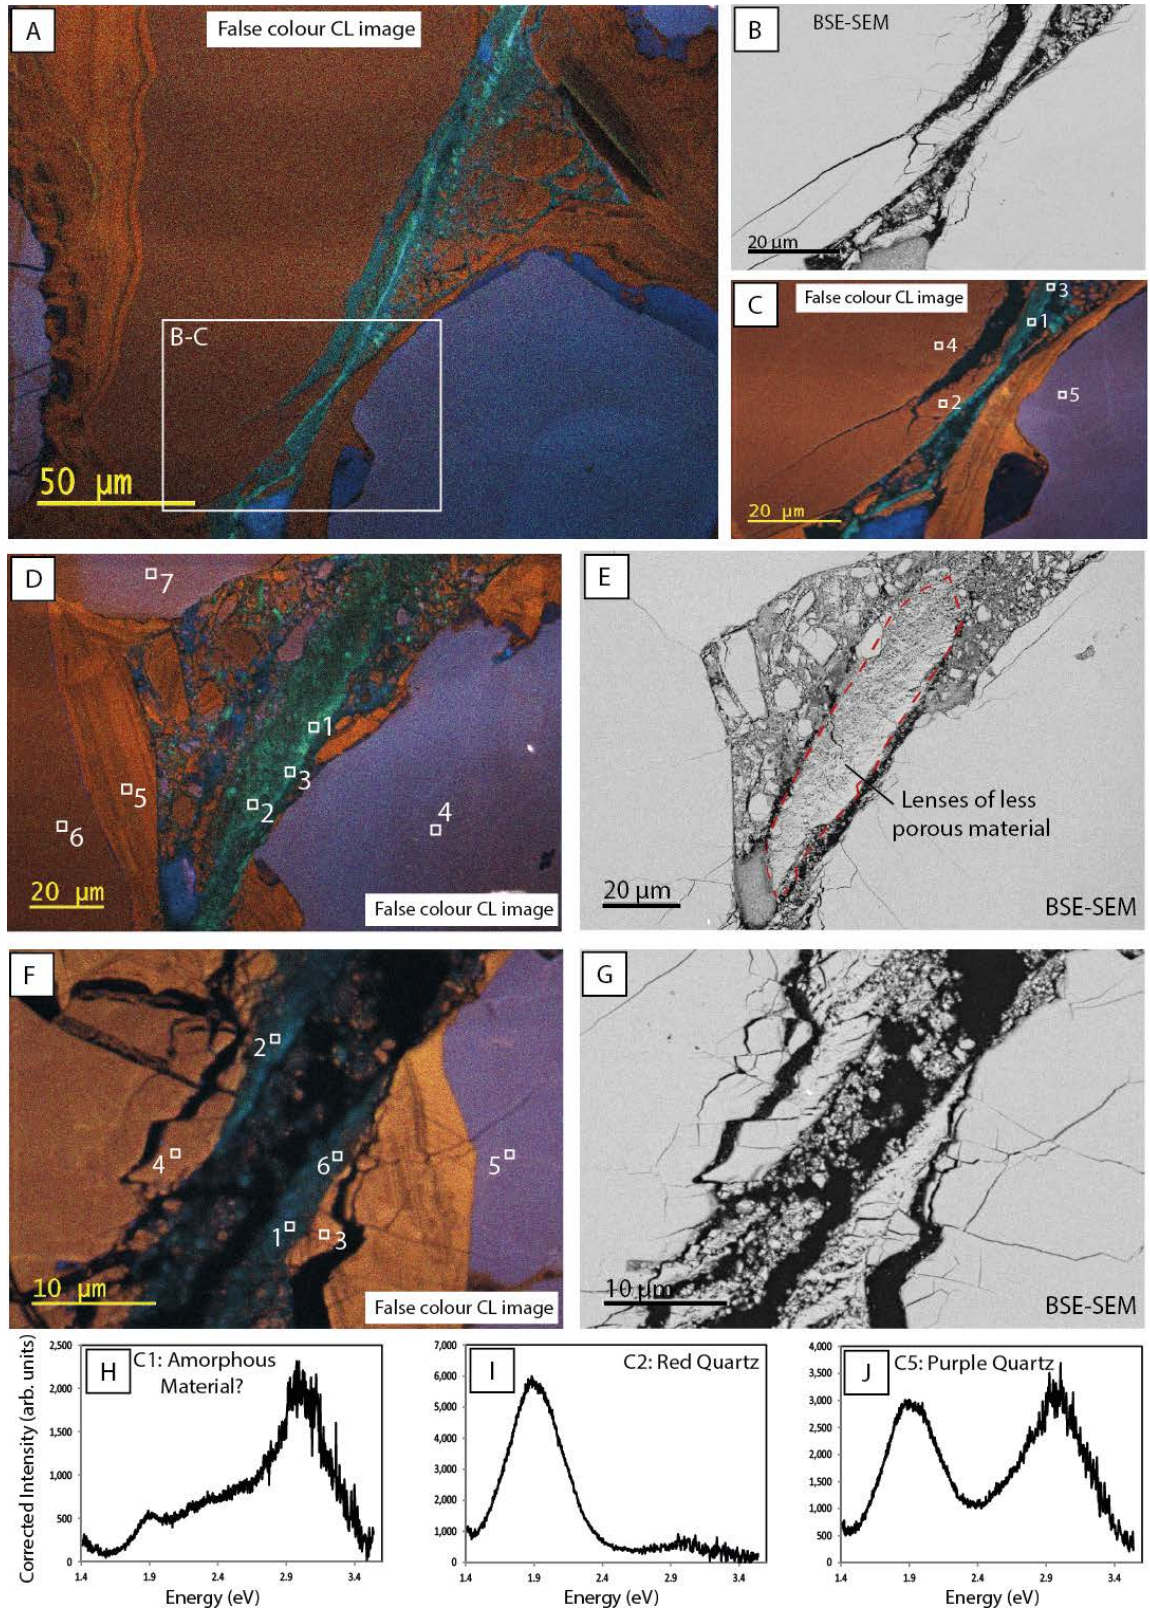 A
False colour CL image
B-C
50 µm
B
BSE-SEM
20 µm
C
False colour CL image
3
1
4
2
5
20 µm
D
7
1
3
2
4
5
6
20 µm
False colour CL image
E
Lenses of less
porous material
20 µm
BSE-SEM
F
2
4
6
5
1
3
10 µm
False colour CL image
G
10 µm
BSE-SEM
Corrected Intensity (arb. units)
H
C1: Amorphous
Material?
2,500
2,000
1,500
1,000
500
0
1.4 1.9 2.4 2.9 3.4
Energy (eV)
I
C2: Red Quartz
7,000
6,000
5,000
4,000
3,000
2,000
1,000
0
1.4 1.9 2.4 2.9 3.4
Energy (eV)
J
C5: Purple Quartz
4,000
3,500
3,000
2,500
2,000
1,500
1,000
500
0
1.4 1.9 2.4 2.9 3.4
Energy (eV)